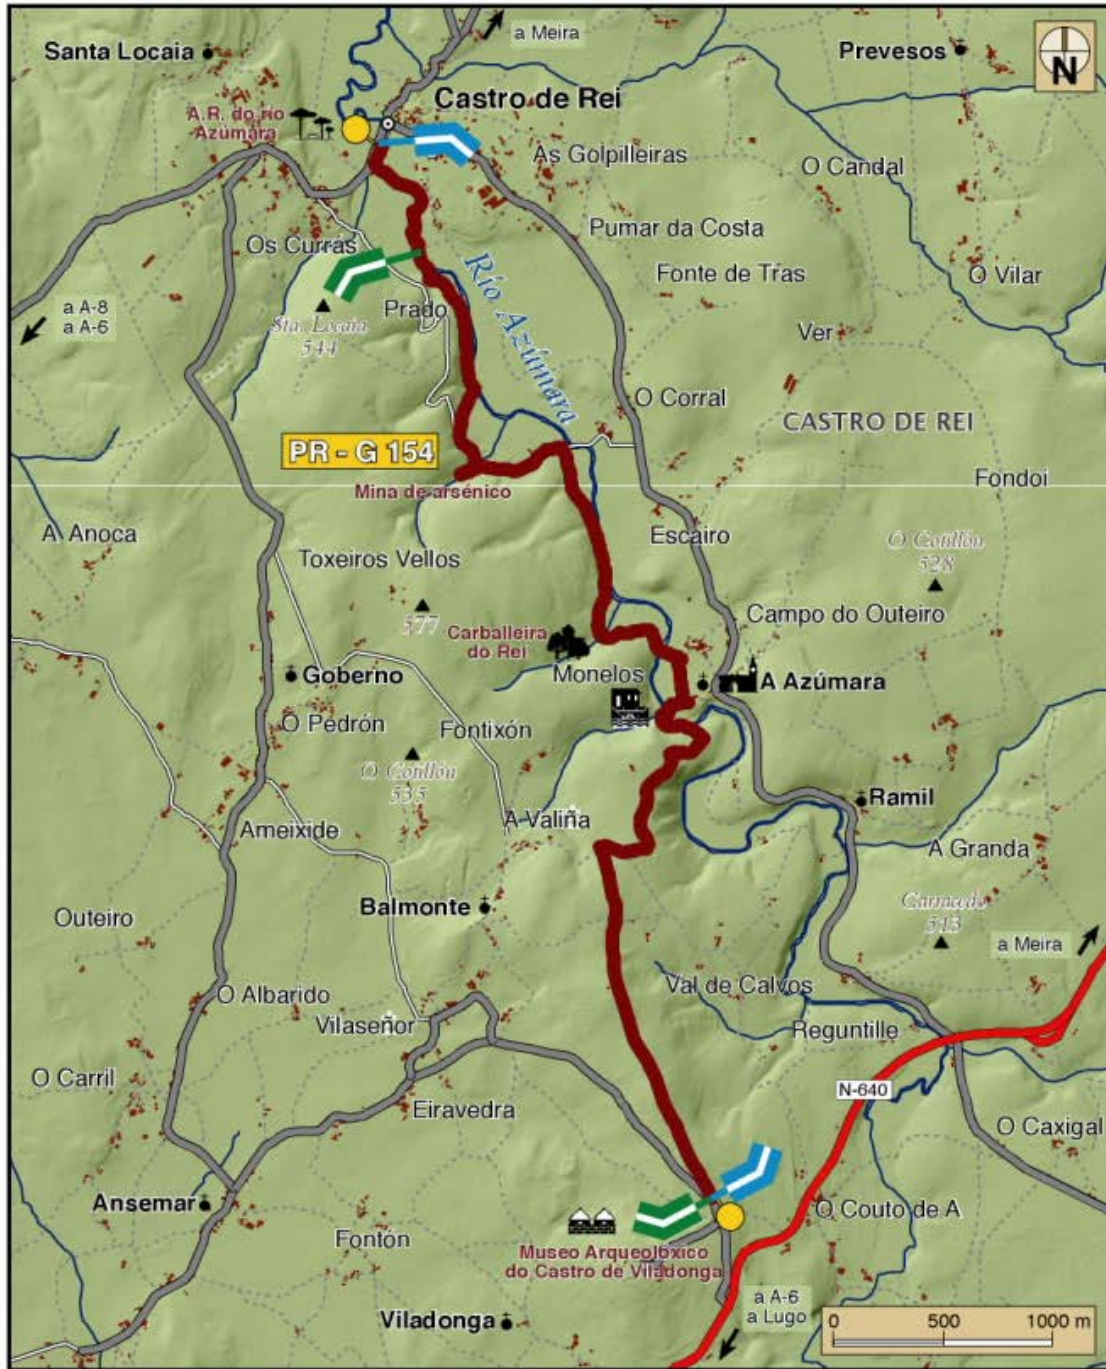 a Meira
Santa Locaia
Prevesos
N
Castro de Rei
A.R. do río
Azúmara
As Golpilleiras
O Candal
Pumar da Costa
Os Currás
Río Azúmara
Fonte de Tras
O Vilar
a A-8
a A-6
Prado
Sta. Locaia
544
Ver
O Corral
CASTRO DE REI
PR - G 154
Mina de arsénico
Fondoi
A Anoca
Escairo
O Cotillón
528
Toxeiros Vellos
577
Campo do Outeiro
Carballeira
do Rei
Monelos
Goberno
A Azúmara
O Pedrón
Fontixón
O Cotillón
535
Ramil
Ameixide
A Valiña
A Granda
Balmonte
Carracedo
513
Outeiro
a Meira
Val de Calvos
O Albarido
Vilaseñor
Reguntille
O Carril
N-640
Eiravedra
O Caxigal
Ansemar
O Couto de A
Fontón
Museo Arqueolóxico
do Castro de Viladonga
Viladonga
a A-6
a Lugo
0 500 1000 m